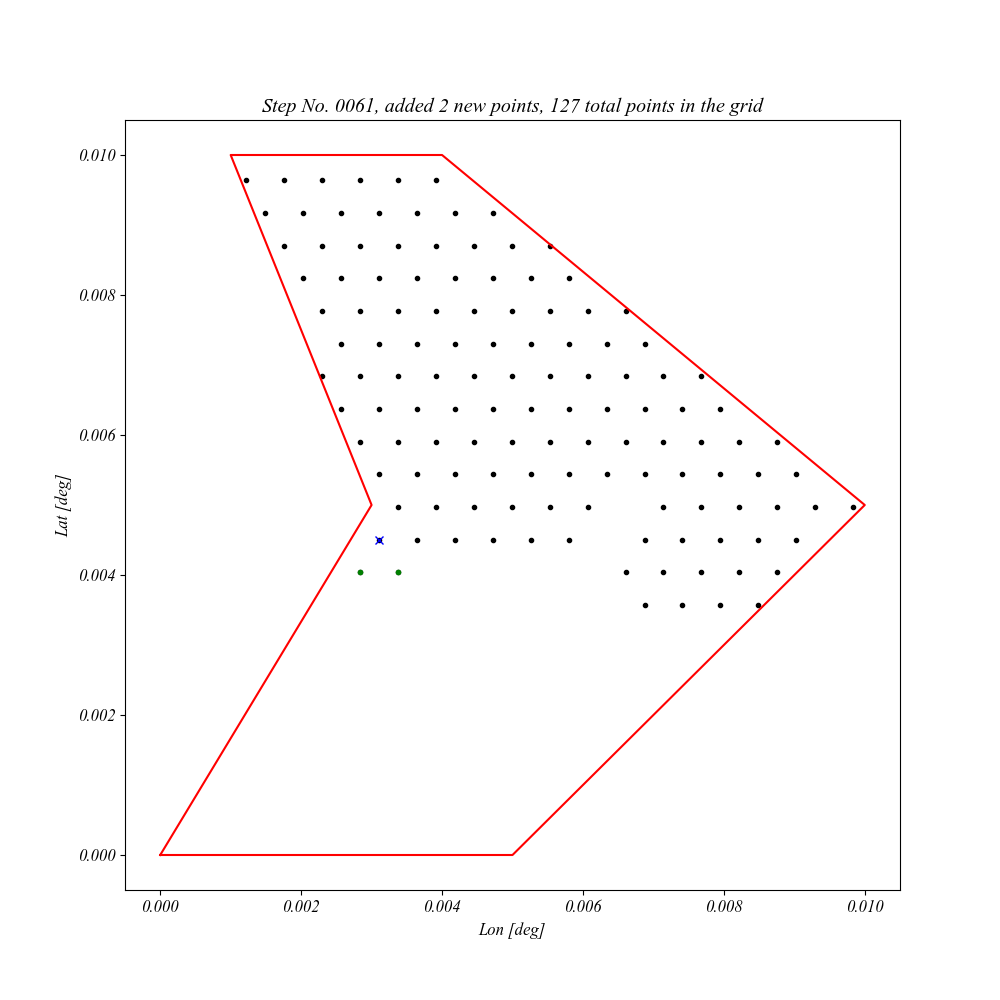 Step No. 0061, added 2 new points, 127 total points in the grid
0.010
0.008
0.006
0.004
0.002
0.000
Lat [deg]
0.000 0.002 0.004 0.006 0.008 0.010
Lon [deg]